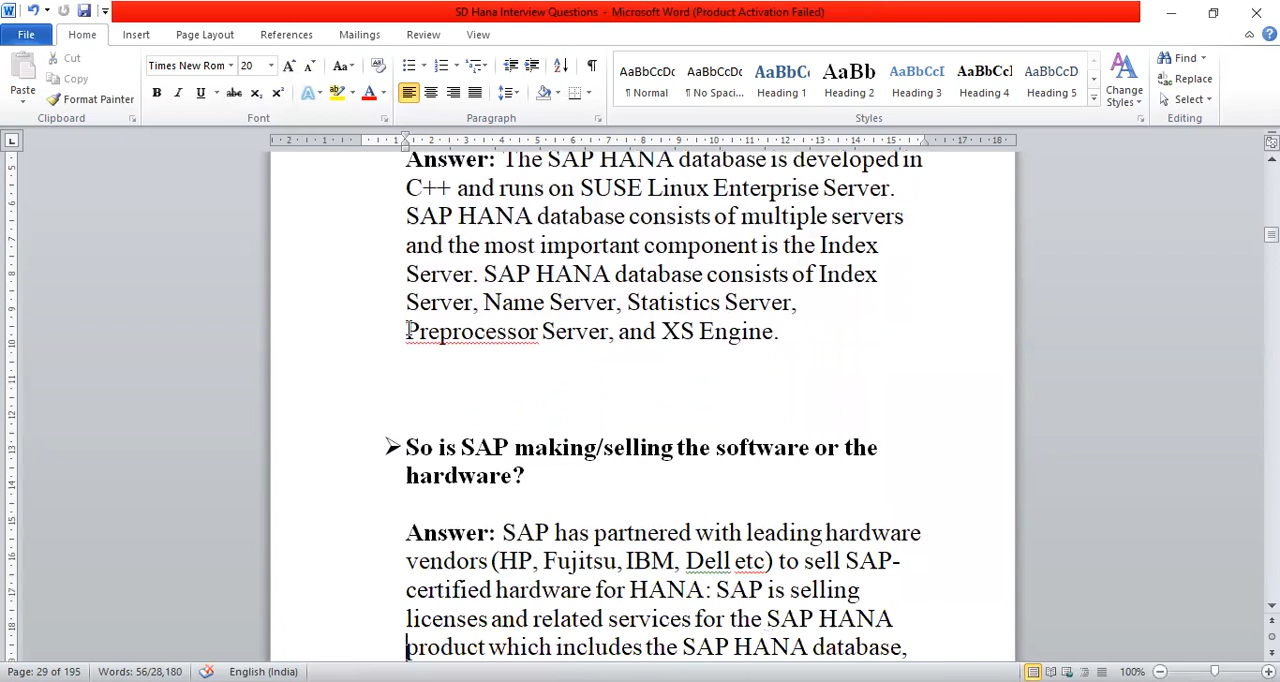 SD Hana Interview Questions - Microsoft Word (Product Activation Failed)
File Home Insert Page Layout References Mailings Review View
Cut
Copy
Format Painter
Paste
Clipboard
Times New Rom 20
Font
Paragraph
AaBbCcDc AaBbCcDc AaBbC AaBb AaBbCcI AaBbCcI AaBbCcD
¶ Normal ¶ No Spaci... Heading 1 Heading 2 Heading 3 Heading 4 Heading 5
Styles
Change
Styles
Find
Replace
Select
Editing
Answer: The SAP HANA database is developed in
C++ and runs on SUSE Linux Enterprise Server.
SAP HANA database consists of multiple servers
and the most important component is the Index
Server. SAP HANA database consists of Index
Server, Name Server, Statistics Server,
Preprocessor Server, and XS Engine.
➢ So is SAP making/selling the software or the
hardware?
Answer: SAP has partnered with leading hardware
vendors (HP, Fujitsu, IBM, Dell etc) to sell SAP-
certified hardware for HANA: SAP is selling
licenses and related services for the SAP HANA
product which includes the SAP HANA database,
Page: 29 of 195 Words: 56/28,180 English (India) 100%